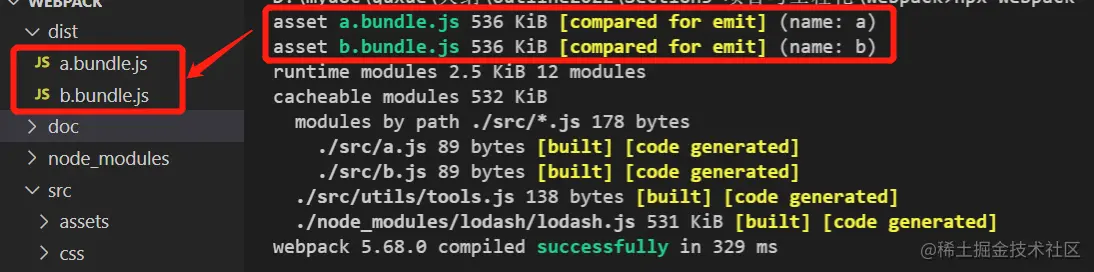 WEBPACK
dist
JS a.bundle.js
JS b.bundle.js
doc
node_modules
src
assets
css
asset a.bundle.js 536 KiB [compared for emit] (name: a)
asset b.bundle.js 536 KiB [compared for emit] (name: b)
runtime modules 2.5 KiB 12 modules
cacheable modules 532 KiB
modules by path ./src/*.js 178 bytes
./src/a.js 89 bytes [built] [code generated]
./src/b.js 89 bytes [built] [code generated]
./src/utils/tools.js 138 bytes [built] [code generated]
./node_modules/lodash/lodash.js 531 KiB [built] [code generated]
webpack 5.68.0 compiled successfully in 329 ms
@稀土掘金技术社区